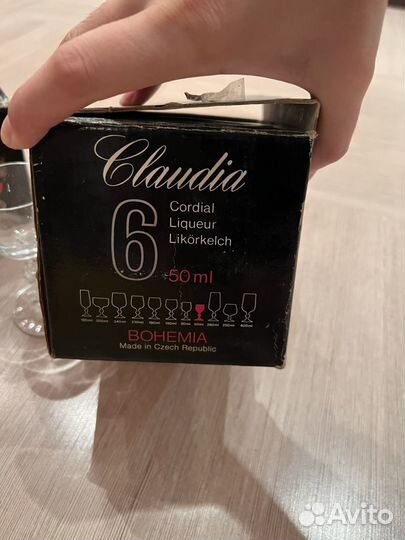 Claudia
6
Cordial
Liqueur
Likörkelch
50 ml
BOHEMIA
Made in Czech Republic
Avito